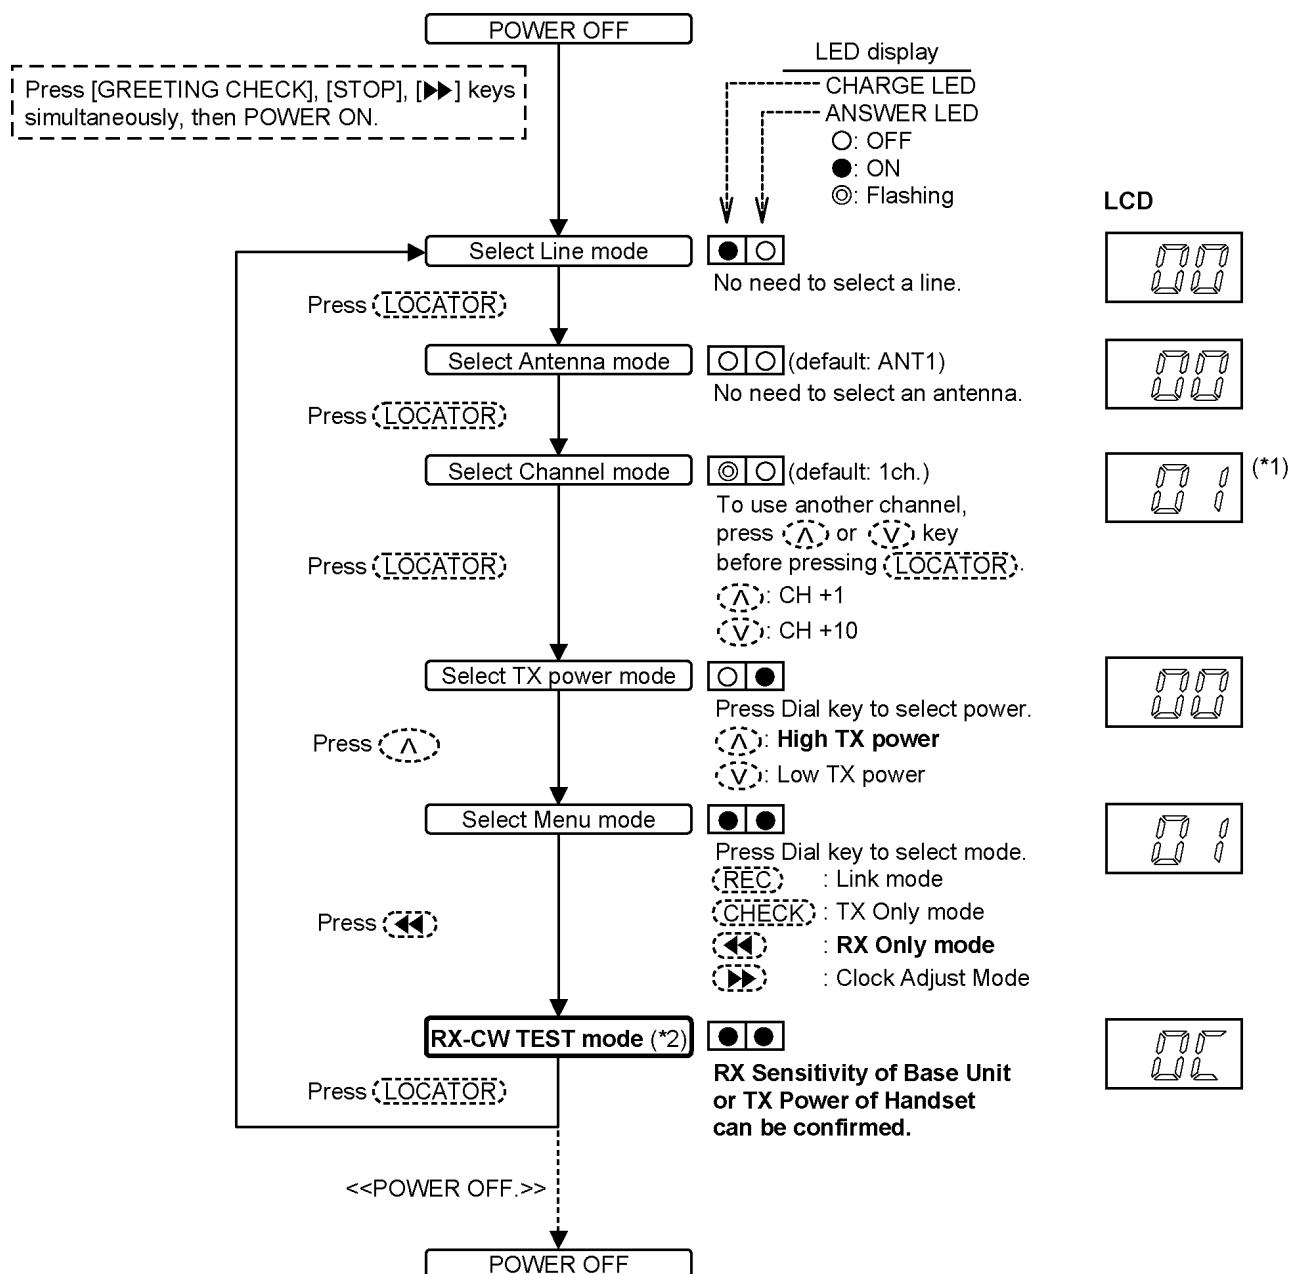 POWER OFF
Press [GREETING CHECK], [STOP], [▶▶] keys
simultaneously, then POWER ON.
LED display
CHARGE LED
ANSWER LED
○: OFF
●: ON
◎: Flashing
LCD
Select Line mode
No need to select a line.
00
Press (LOCATOR)
Select Antenna mode
(default: ANT1)
No need to select an antenna.
00
Press (LOCATOR)
Select Channel mode
(default: 1ch.)
01
(*1)
To use another channel,
press (Λ) or (V) key
before pressing (LOCATOR).
Press (LOCATOR)
(Λ): CH +1
(V): CH +10
Select TX power mode
00
Press Dial key to select power.
(Λ): High TX power
(V): Low TX power
Press (Λ)
Select Menu mode
01
Press Dial key to select mode.
(REC) : Link mode
(CHECK) : TX Only mode
(◀◀) : RX Only mode
(▶▶) : Clock Adjust Mode
Press (◀◀)
RX-CW TEST mode (*2)
0C
RX Sensitivity of Base Unit
or TX Power of Handset
can be confirmed.
Press (LOCATOR)
<<POWER OFF.>>
POWER OFF